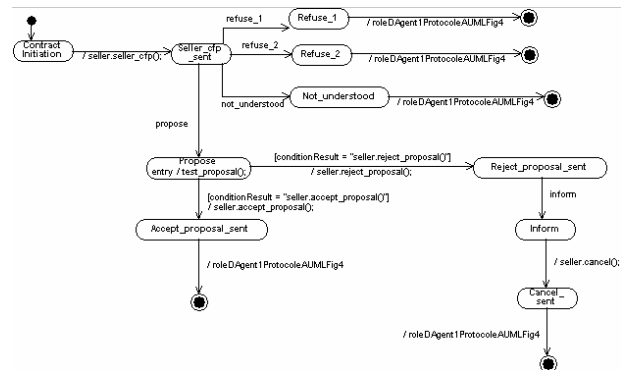 refuse_1
Refuse_1
/ roleDAgent1ProtocoleAUMLFig4
Contract
Initiation
/ seller.seller_cfp();
Seller_cfp
_sent
refuse_2
Refuse_2
/ roleDAgent1ProtocoleAUMLFig4
not_understood
Not_understood
/ roleDAgent1ProtocoleAUMLFig4
propose
Propose
entry / test_proposal();
[conditionResult = "seller.reject_proposal()"]
/ seller.reject_proposal();
Reject_proposal_sent
[conditionResult = "seller.accept_proposal()"]
/ seller.accept_proposal();
inform
Accept_proposal_sent
Inform
/ roleDAgent1ProtocoleAUMLFig4
/ seller.cancel();
Cancel_
sent
/ roleDAgent1ProtocoleAUMLFig4